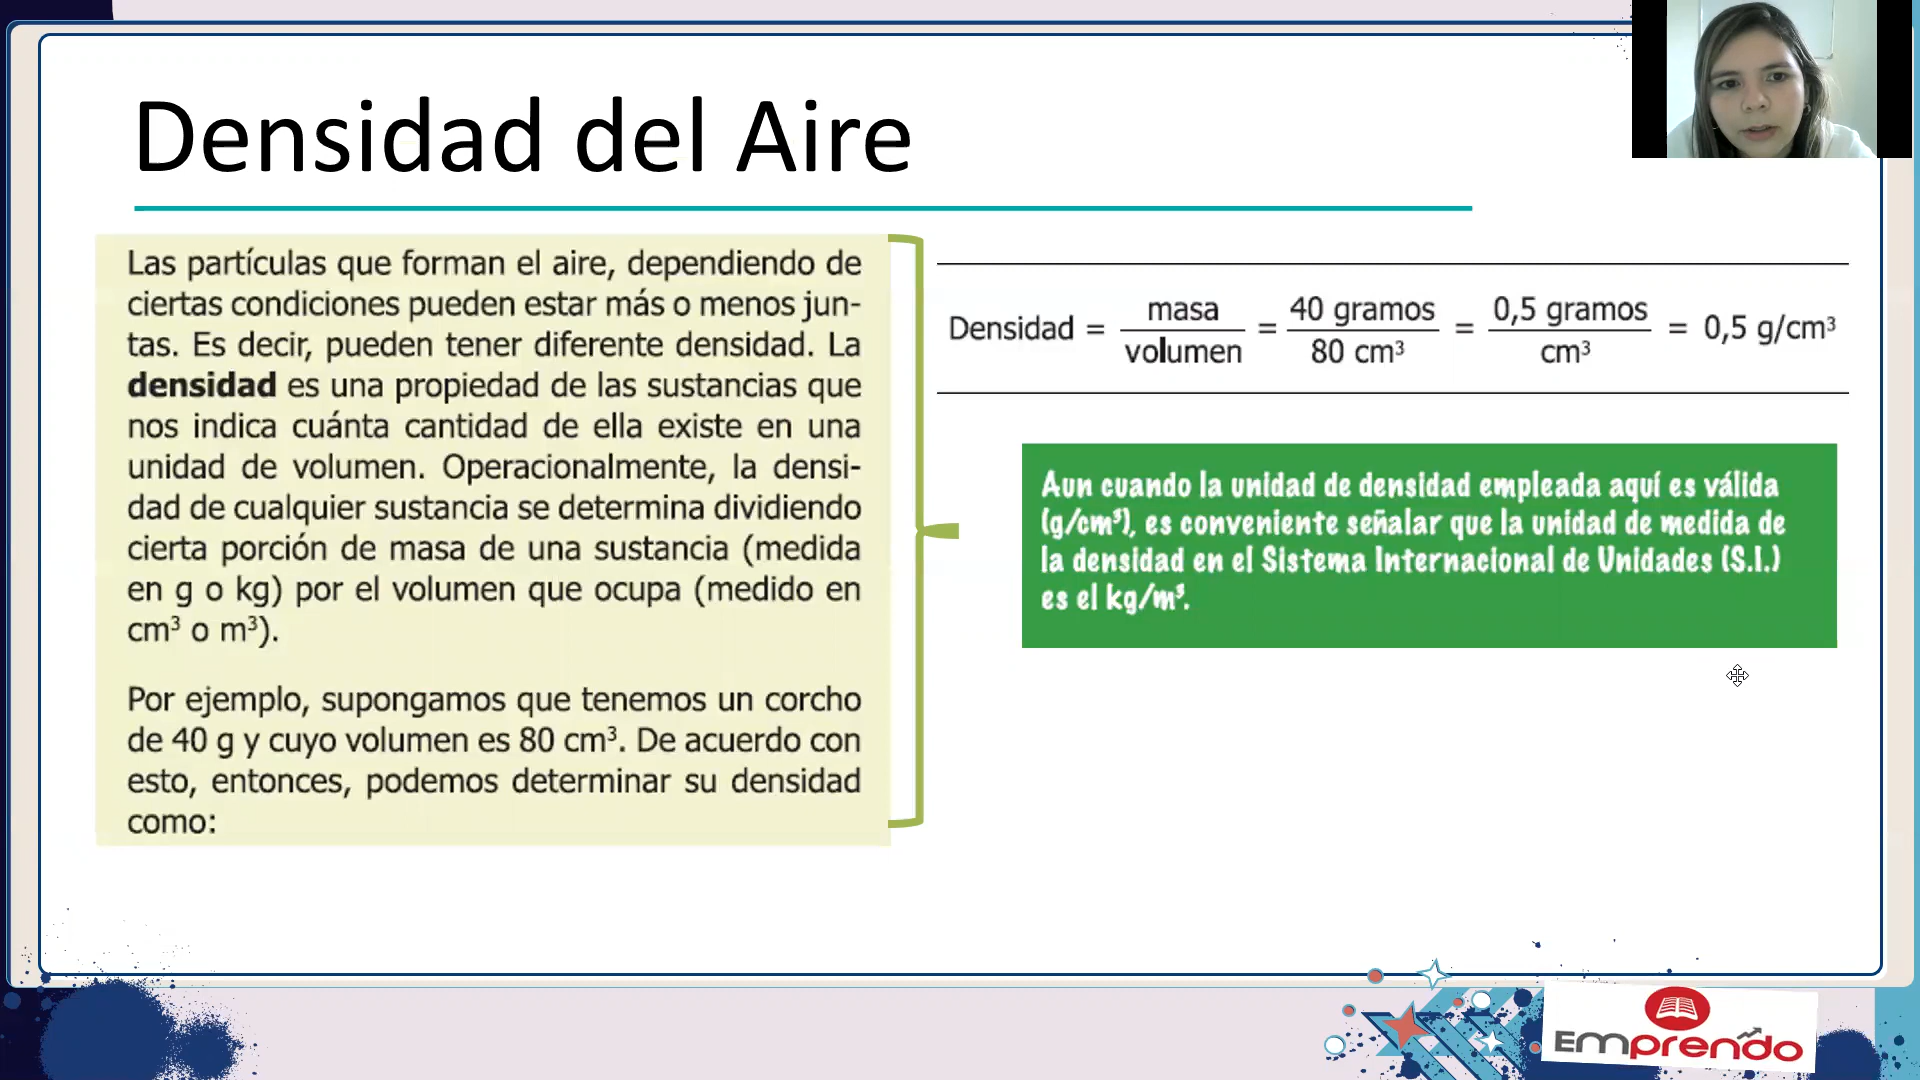 Densidad del Aire
Las partículas que forman el aire, dependiendo de
ciertas condiciones pueden estar más o menos jun-
tas. Es decir, pueden tener diferente densidad. La
densidad es una propiedad de las sustancias que
nos indica cuánta cantidad de ella existe en una
unidad de volumen. Operacionalmente, la densi-
dad de cualquier sustancia se determina dividiendo
cierta porción de masa de una sustancia (medida
en g o kg) por el volumen que ocupa (medido en
cm³ o m³).
Por ejemplo, supongamos que tenemos un corcho
de 40 g y cuyo volumen es 80 cm³. De acuerdo con
esto, entonces, podemos determinar su densidad
como:
Densidad = masa/volumen = 40 gramos/80 cm³ = 0,5 gramos/cm³ = 0,5 g/cm³
Aun cuando la unidad de densidad empleada aquí es válida
(g/cm³), es conveniente señalar que la unidad de medida de
la densidad en el Sistema Internacional de Unidades (S.I.)
es el kg/m³.
Emprendo